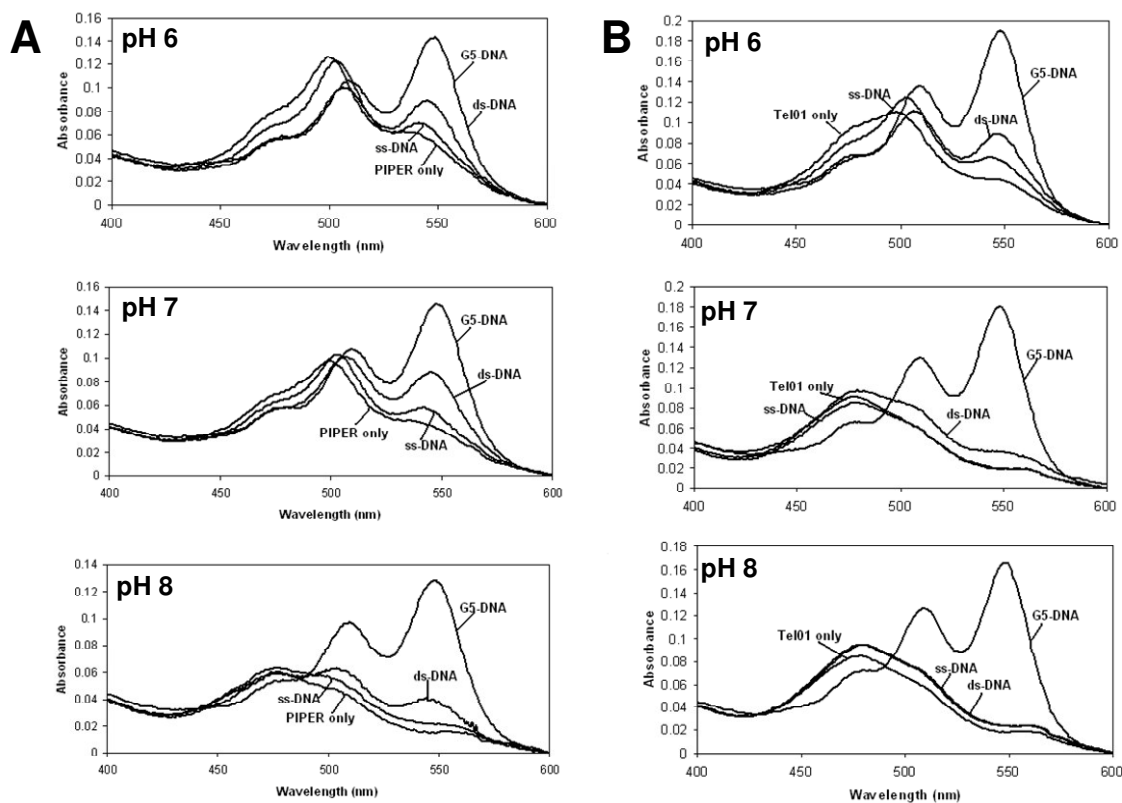 A
pH 6
0.16
0.14
0.12
0.1
0.08
0.06
0.04
0.02
0
Absorbance
G5-DNA
ds-DNA
ss-DNA
PIPER only
400 450 500 550 600
Wavelength (nm)
pH 7
0.16
0.14
0.12
0.1
0.08
0.06
0.04
0.02
0
Absorbance
G5-DNA
ds-DNA
ss-DNA
PIPER only
400 450 500 550 600
Wavelength (nm)
pH 8
0.14
0.12
0.1
0.08
0.06
0.04
0.02
0
Absorbance
G5-DNA
ds-DNA
ss-DNA
PIPER only
400 450 500 550 600
Wavelength (nm)
B
pH 6
0.2
0.18
0.16
0.14
0.12
0.1
0.08
0.06
0.04
0.02
0
Absorbance
G5-DNA
ss-DNA
Tel01 only
ds-DNA
400 450 500 550 600
Wavelength (nm)
pH 7
0.2
0.18
0.16
0.14
0.12
0.1
0.08
0.06
0.04
0.02
0
Absorbance
G5-DNA
Tel01 only
ss-DNA
ds-DNA
400 450 500 550 600
Wavelength (nm)
pH 8
0.18
0.16
0.14
0.12
0.1
0.08
0.06
0.04
0.02
0
Absorbance
G5-DNA
Tel01 only
ss-DNA
ds-DNA
400 450 500 550 600
Wavelength (nm)